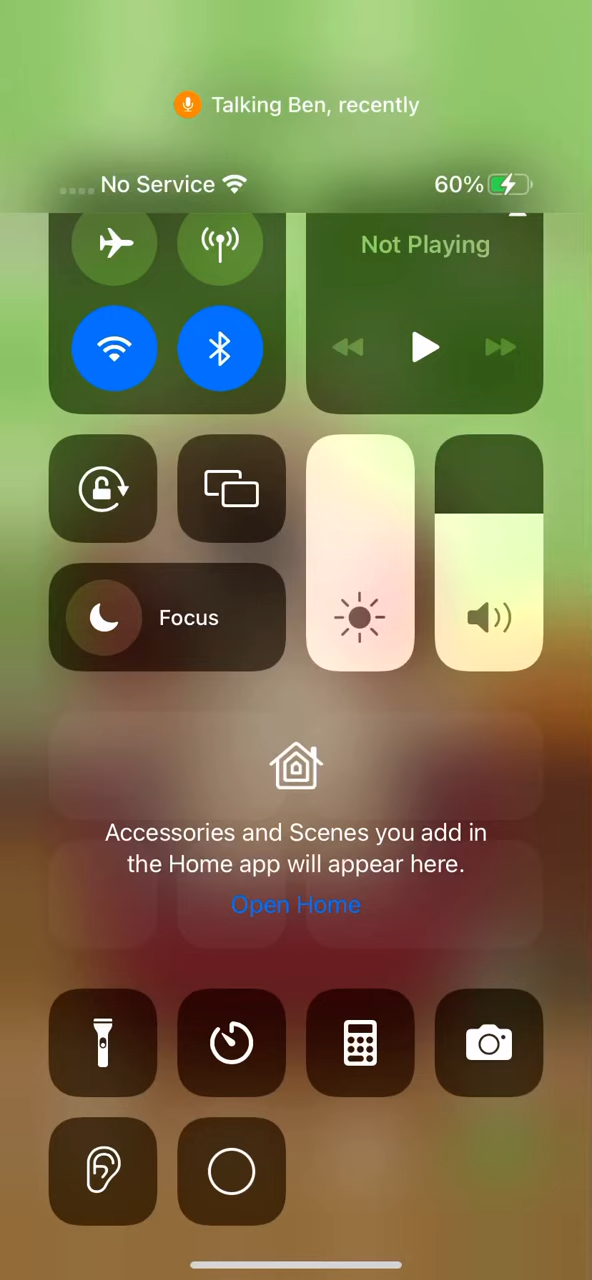 Talking Ben, recently
No Service
60%
Not Playing
Focus
Accessories and Scenes you add in
the Home app will appear here.
Open Home